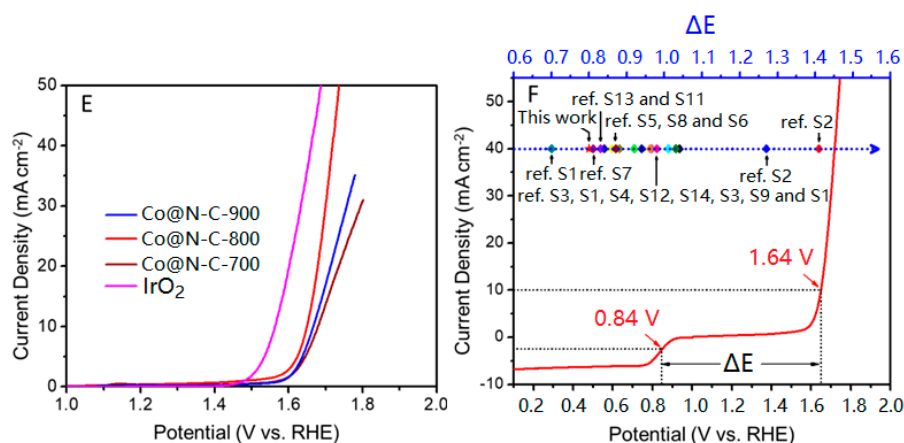 E
Current Density (mA cm-2)
50
40
30
20
10
0
Co@N-C-900
Co@N-C-800
Co@N-C-700
IrO2
1.0 1.2 1.4 1.6 1.8 2.0
Potential (V vs. RHE)
ΔE
0.6 0.7 0.8 0.9 1.0 1.1 1.2 1.3 1.4 1.5 1.6
F
Current Density (mA cm-2)
50
40
30
20
10
0
-10
ref. S13 and S11
This work
ref. S5, S8 and S6
ref. S2
ref. S1
ref. S7
ref. S2
ref. S3, S1, S4, S12, S14, S3, S9 and S1
1.64 V
0.84 V
ΔE
0.2 0.4 0.6 0.8 1.0 1.2 1.4 1.6 1.8 2.0
Potential (V vs. RHE)